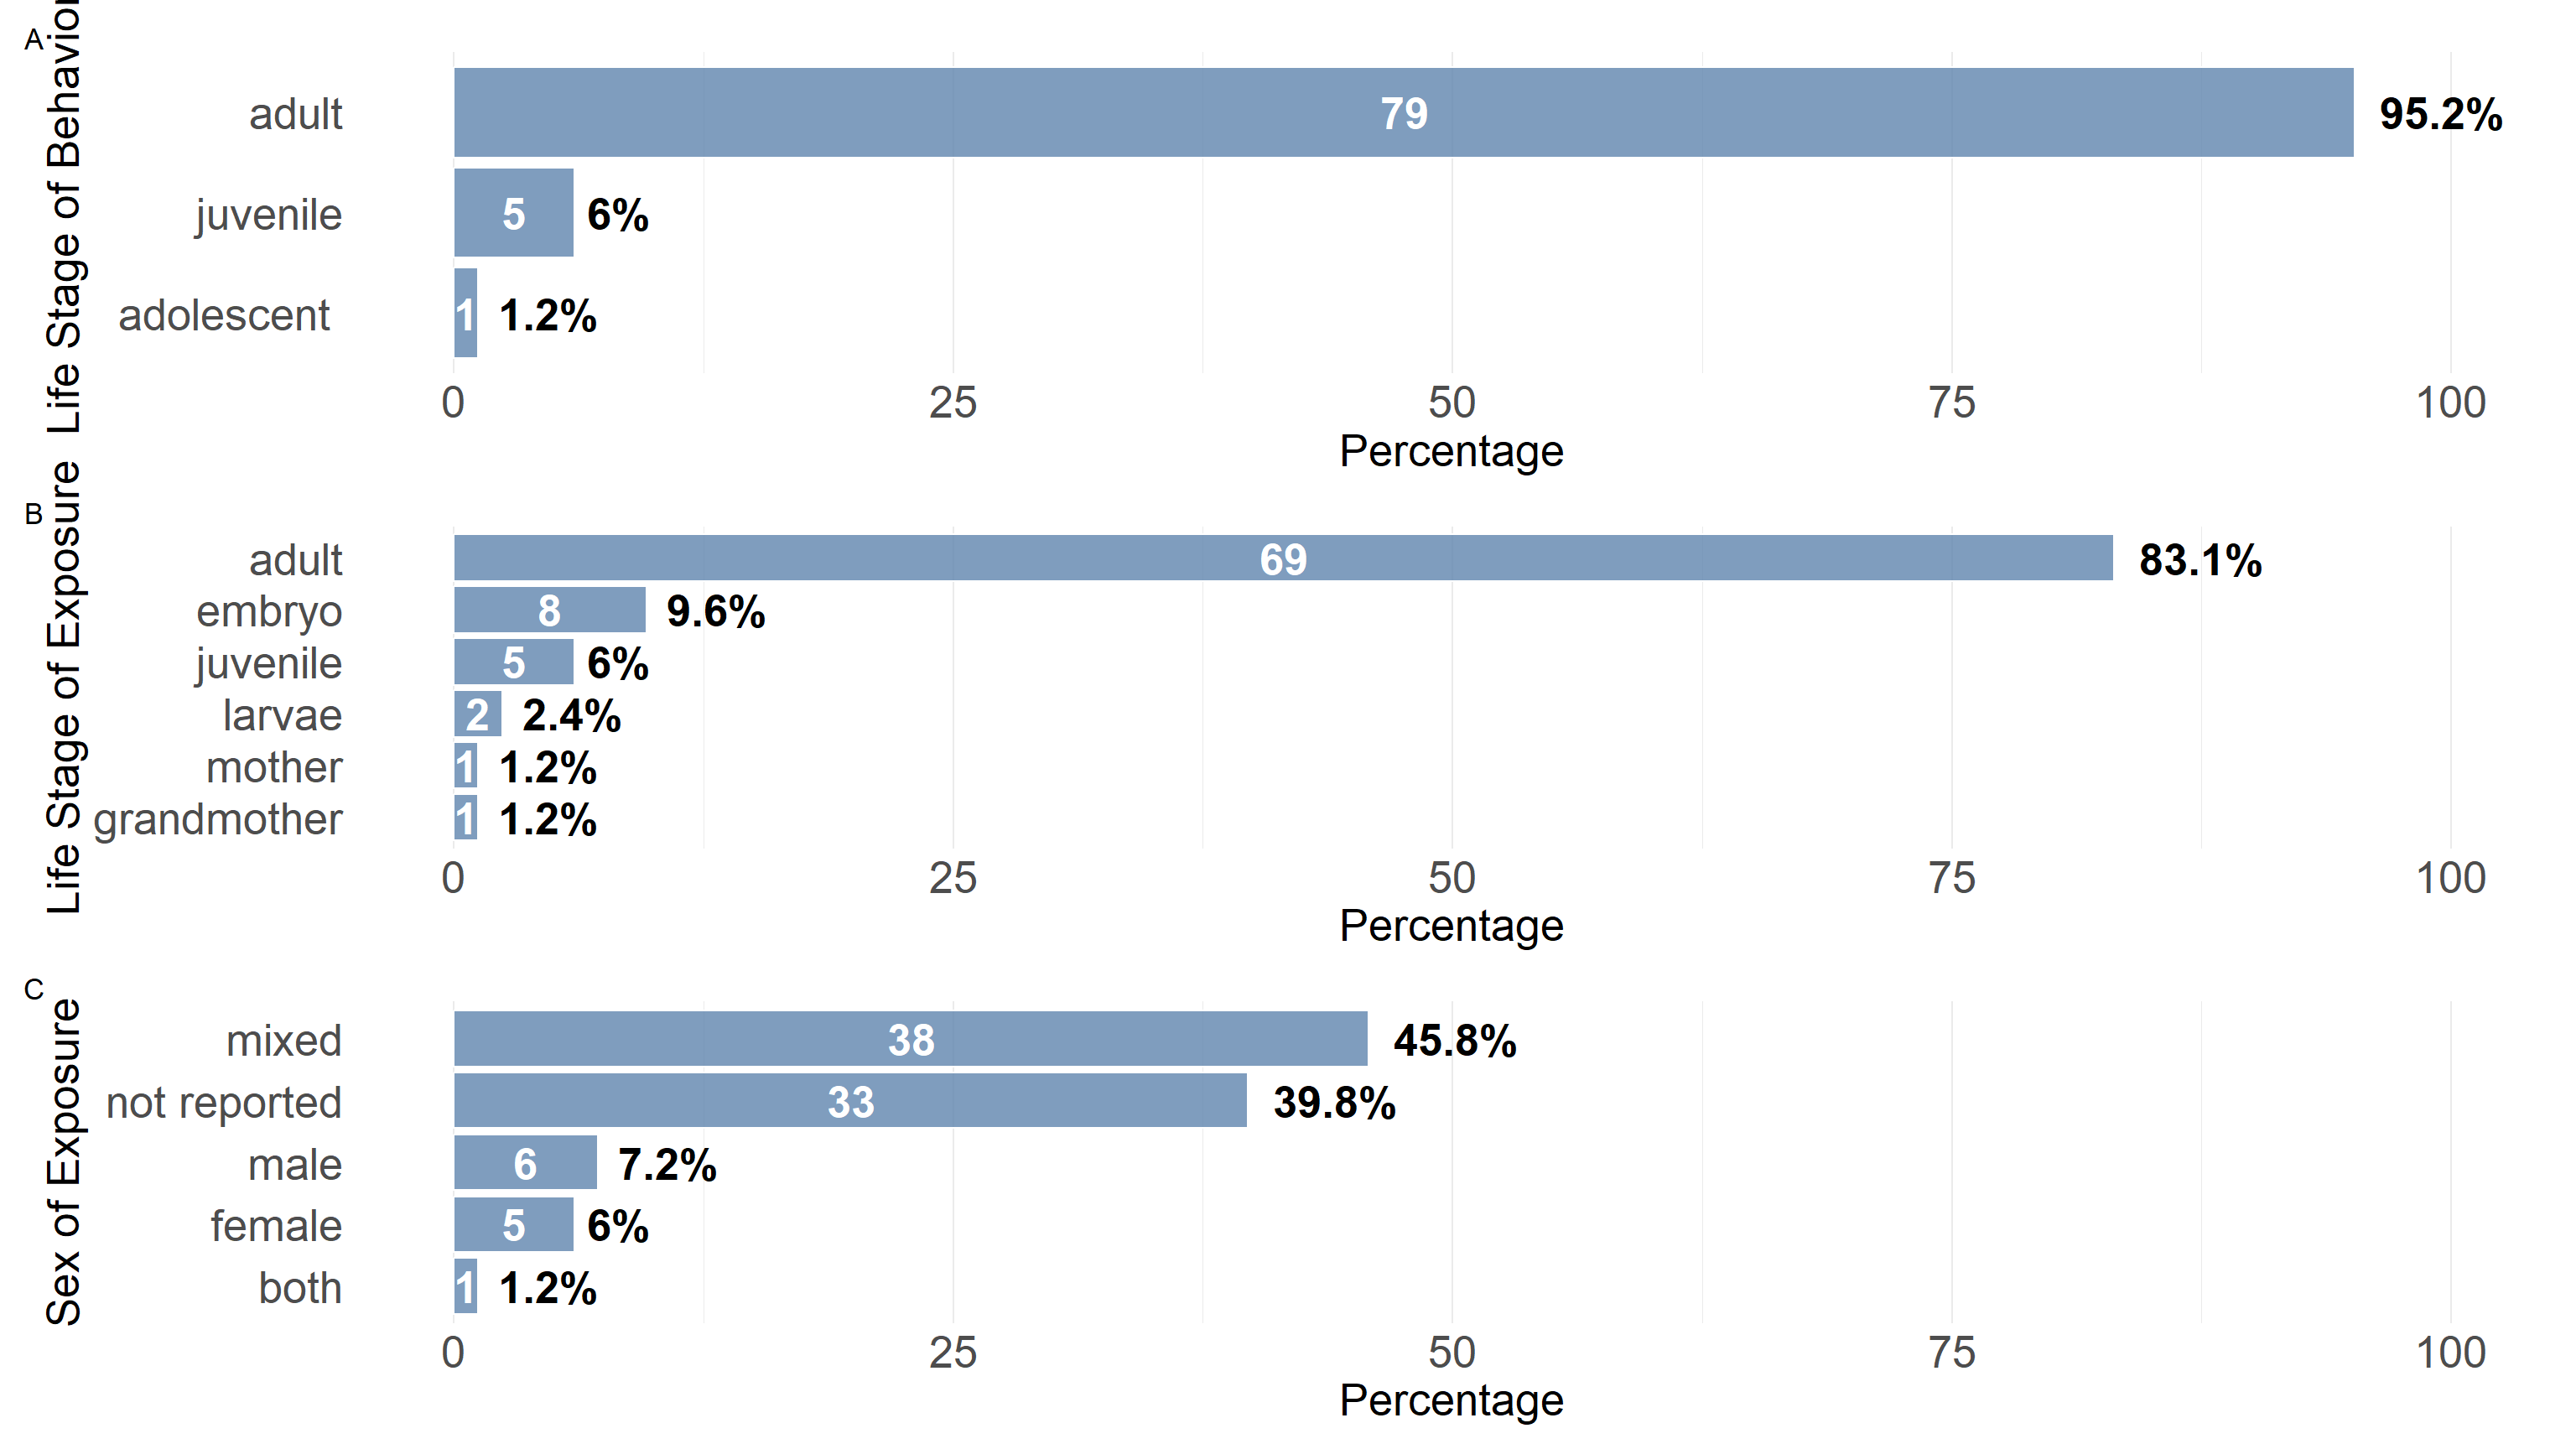 A
Life Stage of Behavior
adult
79
95.2%
juvenile
5
6%
adolescent
1
1.2%
0 25 50 75 100
Percentage
B
Life Stage of Exposure
adult
69
83.1%
embryo
8
9.6%
juvenile
5
6%
larvae
2
2.4%
mother
1
1.2%
grandmother
1
1.2%
0 25 50 75 100
Percentage
C
Sex of Exposure
mixed
38
45.8%
not reported
33
39.8%
male
6
7.2%
female
5
6%
both
1
1.2%
0 25 50 75 100
Percentage